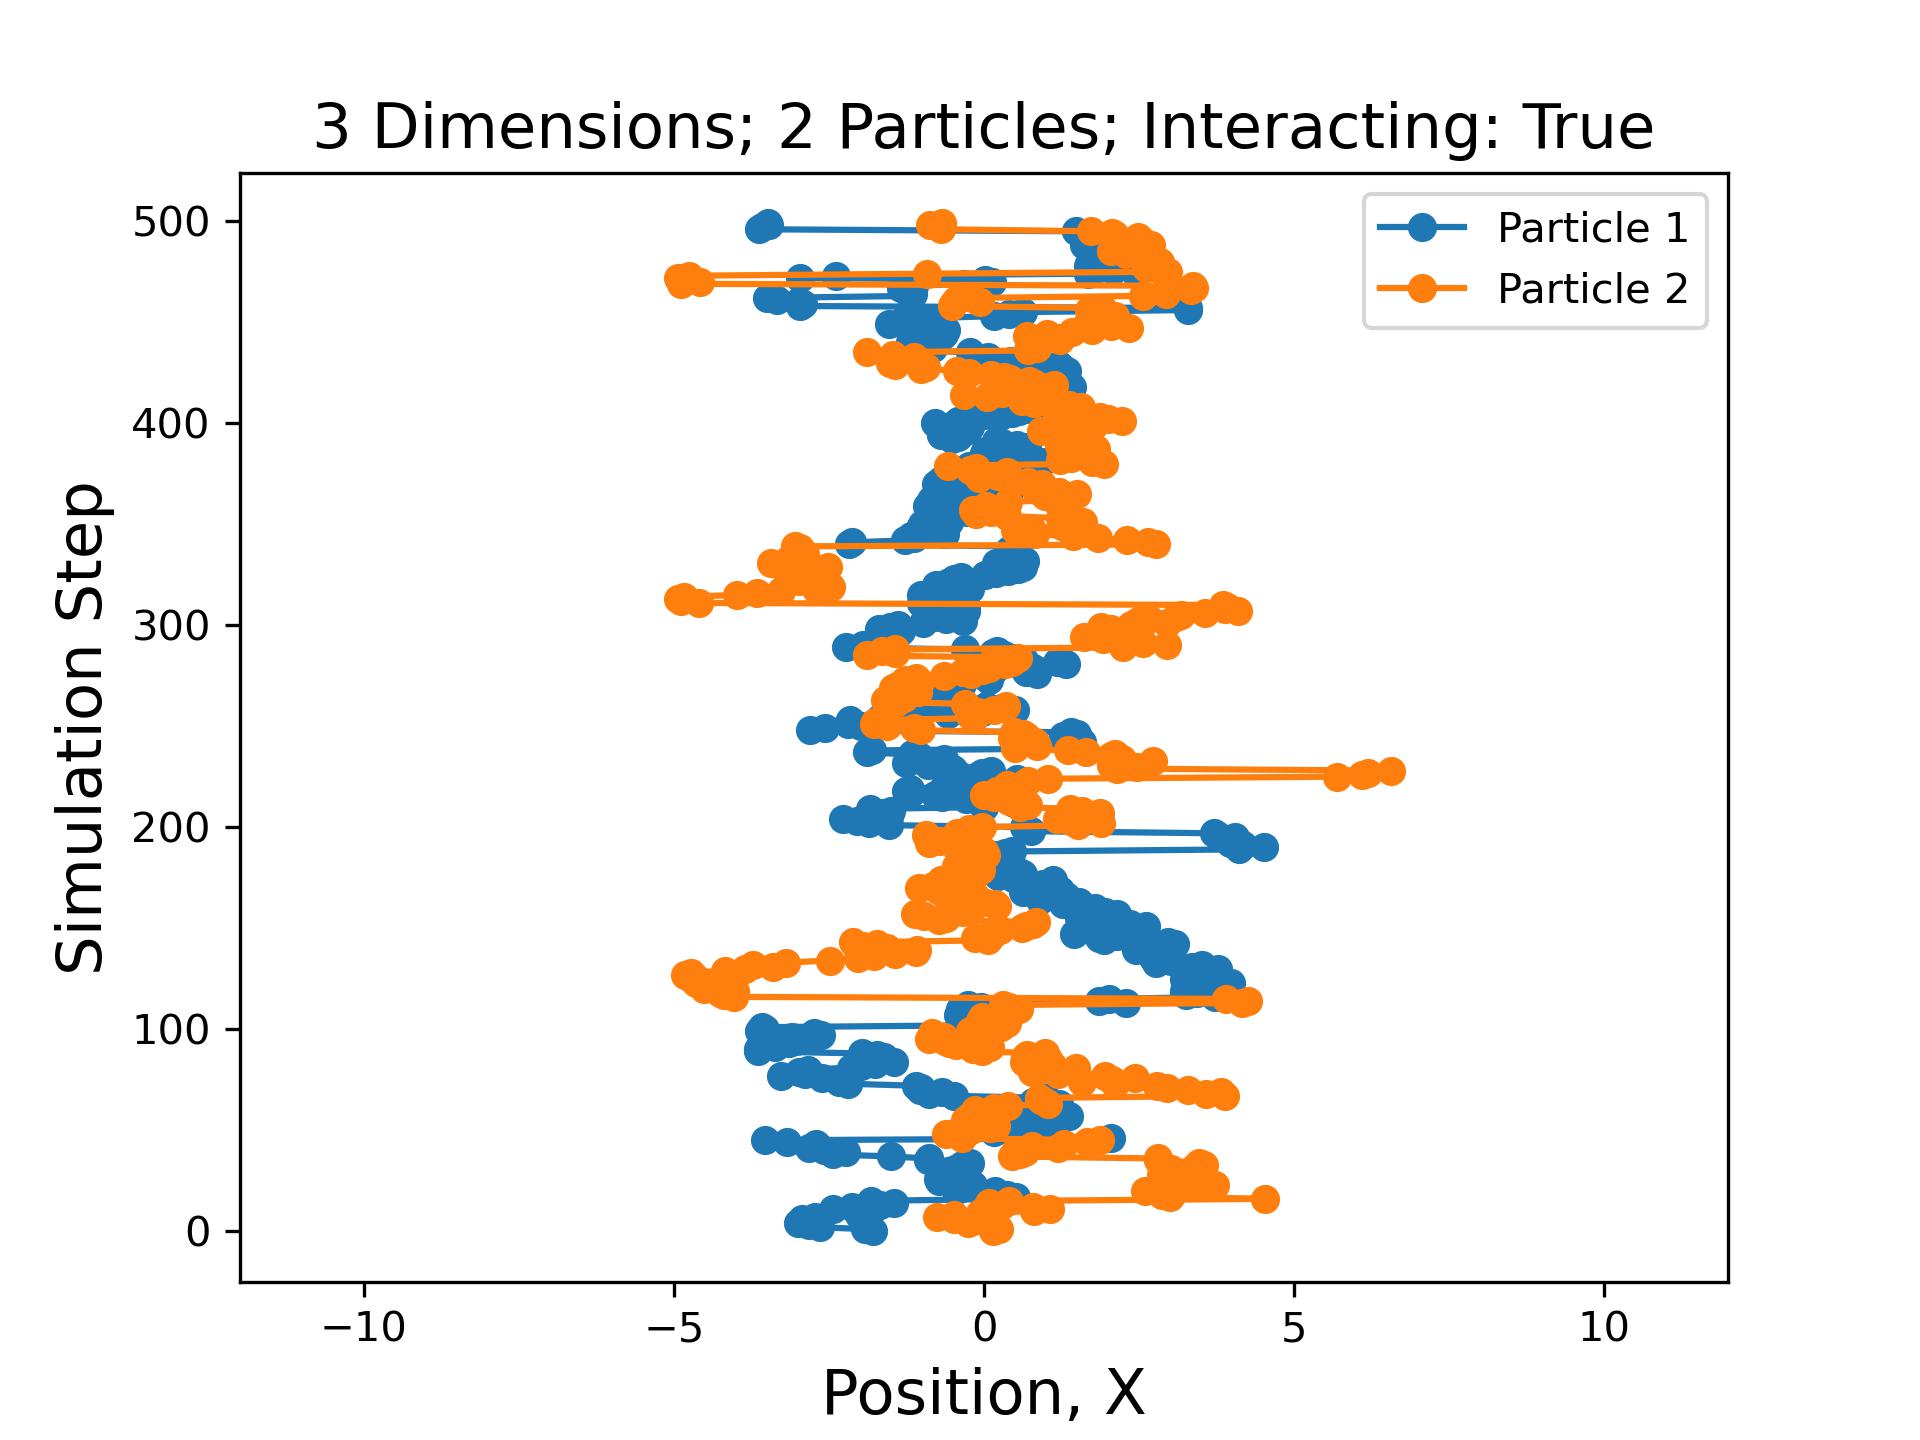 3 Dimensions; 2 Particles; Interacting: True
Particle 1
Particle 2
Simulation Step
500
400
300
200
100
0
−10
−5
0
5
10
Position, X